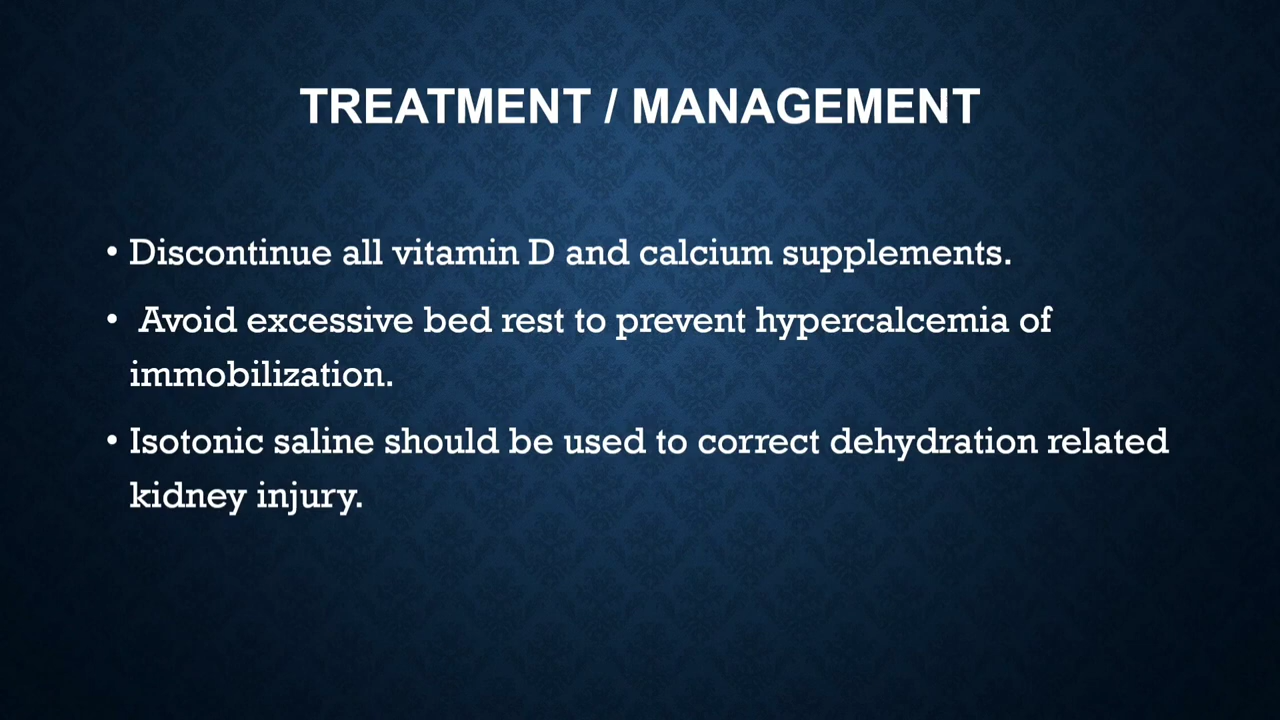 TREATMENT / MANAGEMENT
• Discontinue all vitamin D and calcium supplements.
• Avoid excessive bed rest to prevent hypercalcemia of
immobilization.
• Isotonic saline should be used to correct dehydration related
kidney injury.